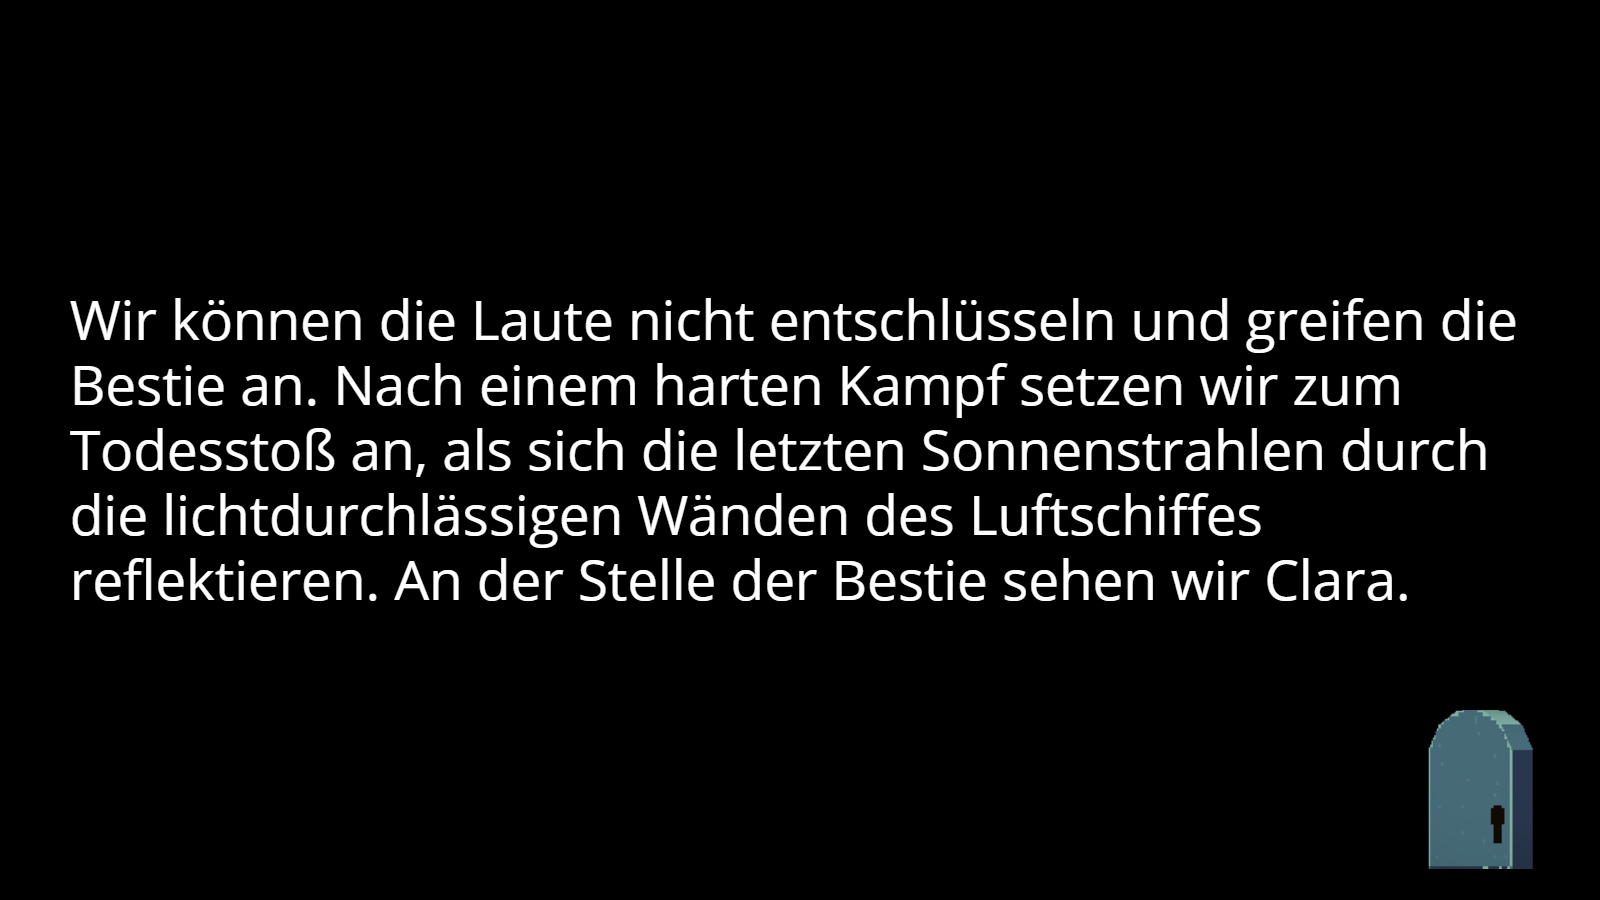 Wir können die Laute nicht entschlüsseln und greifen die
Bestie an. Nach einem harten Kampf setzen wir zum
Todesstoß an, als sich die letzten Sonnenstrahlen durch
die lichtdurchlässigen Wänden des Luftschiffes
reflektieren. An der Stelle der Bestie sehen wir Clara.